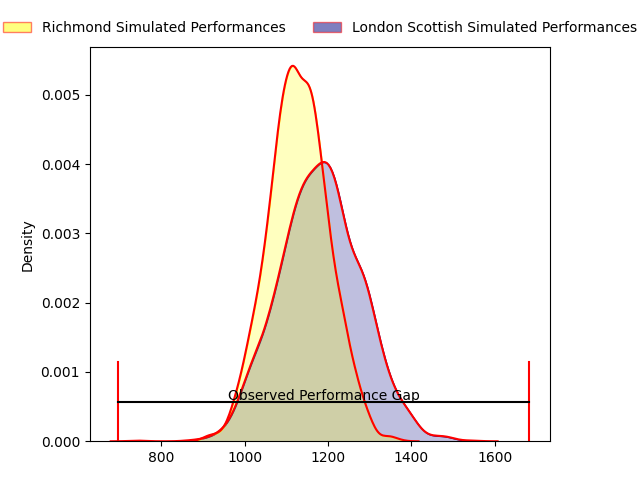 Richmond Simulated Performances
London Scottish Simulated Performances
Density
0.005
0.004
0.003
0.002
0.001
0.000
Observed Performance Gap
800
1000
1200
1400
1600